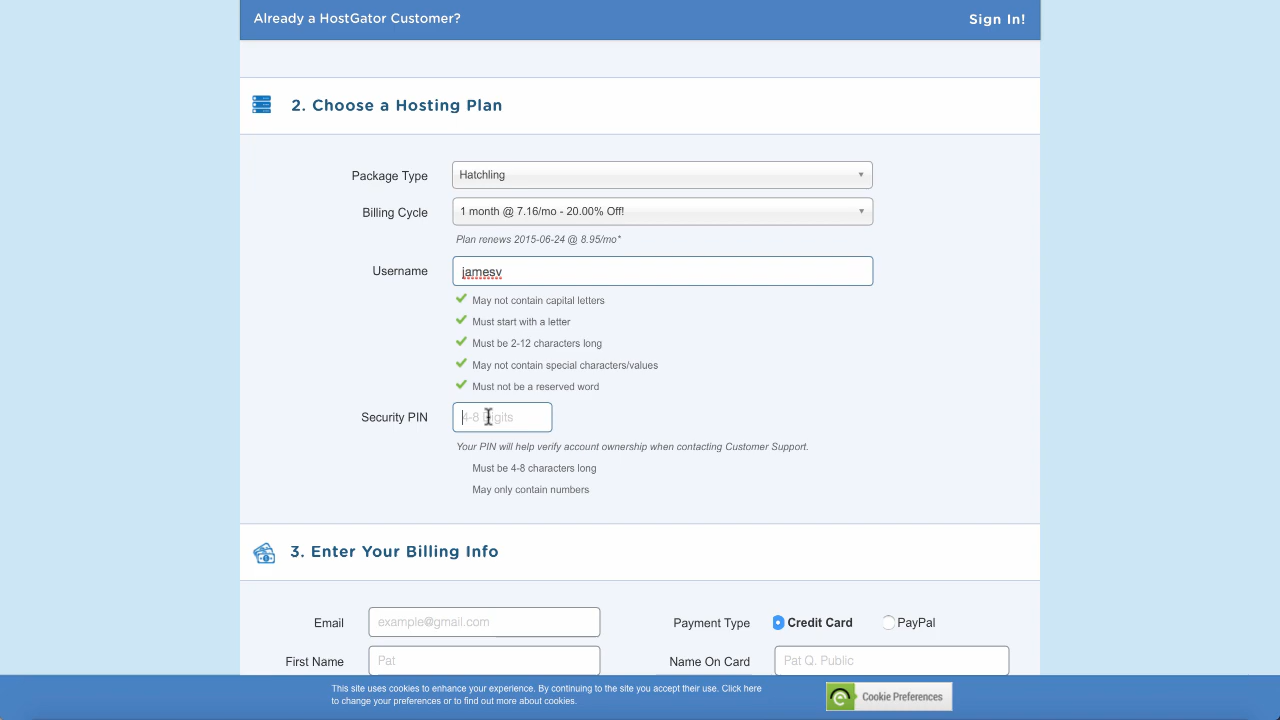 Already a HostGator Customer?
Sign In!
2. Choose a Hosting Plan
Package Type
Hatchling
Billing Cycle
1 month @ 7.16/mo - 20.00% Off!
Plan renews 2015-06-24 @ 8.95/mo*
Username
jamesv
May not contain capital letters
Must start with a letter
Must be 2-12 characters long
May not contain special characters/values
Must not be a reserved word
Security PIN
4-8 Digits
Your PIN will help verify account ownership when contacting Customer Support.
Must be 4-8 characters long
May only contain numbers
3. Enter Your Billing Info
Email
example@gmail.com
Payment Type
Credit Card
PayPal
First Name
Pat
Name On Card
Pat Q. Public
This site uses cookies to enhance your experience. By continuing to the site you accept their use. Click here
to change your preferences or to find out more about cookies.
Cookie Preferences